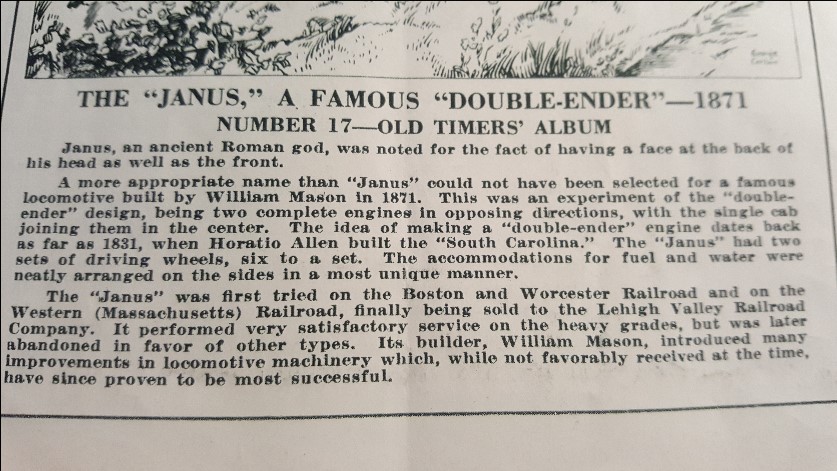 THE “JANUS,” A FAMOUS “DOUBLE-ENDER”—1871
NUMBER 17—OLD TIMERS’ ALBUM
Janus, an ancient Roman god, was noted for the fact of having a face at the back of
his head as well as the front.
A more appropriate name than “Janus” could not have been selected for a famous
locomotive built by William Mason in 1871. This was an experiment of the “double-
ender” design, being two complete engines in opposing directions, with the single cab
joining them in the center. The idea of making a “double-ender” engine dates back
as far as 1831, when Horatio Allen built the “South Carolina.” The “Janus” had two
sets of driving wheels, six to a set. The accommodations for fuel and water were
neatly arranged on the sides in a most unique manner.
The “Janus” was first tried on the Boston and Worcester Railroad and on the
Western (Massachusetts) Railroad, finally being sold to the Lehigh Valley Railroad
Company. It performed very satisfactory service on the heavy grades, but was later
abandoned in favor of other types. Its builder, William Mason, introduced many
improvements in locomotive machinery which, while not favorably received at the time,
have since proven to be most successful.